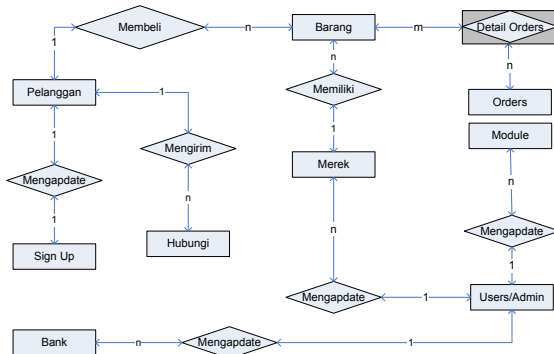 Membeli
n
Barang
m
Detail Orders
1
n
n
Pelanggan
1
Memiliki
Orders
Module
1
Mengirim
1
Merek
Mengapdate
n
n
1
n
Mengapdate
Sign Up
Hubungi
1
Mengapdate
1
Users/Admin
Bank
n
Mengapdate
1